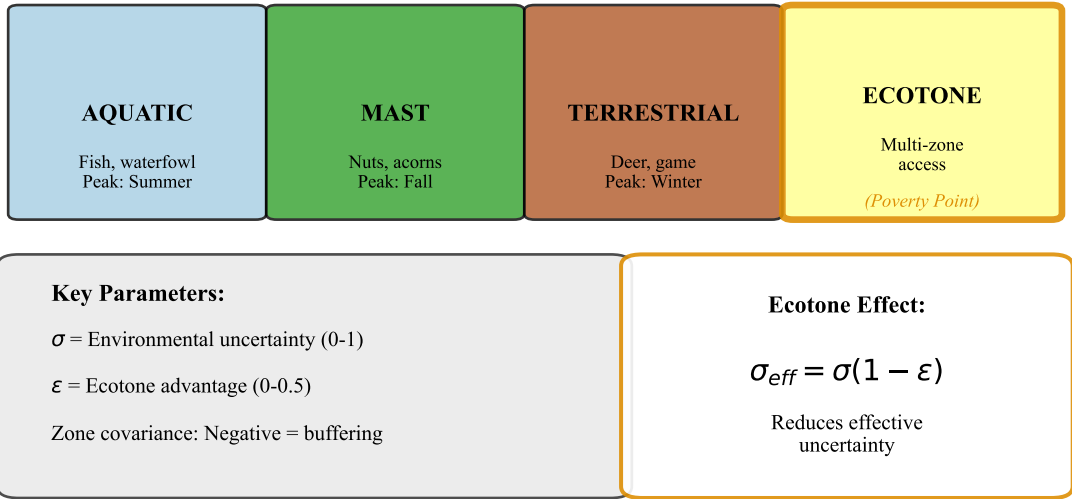 AQUATIC
Fish, waterfowl
Peak: Summer
MAST
Nuts, acorns
Peak: Fall
TERRESTRIAL
Deer, game
Peak: Winter
ECOTONE
Multi-zone
access
(Poverty Point)
Key Parameters:
σ = Environmental uncertainty (0-1)
ε = Ecotone advantage (0-0.5)
Zone covariance: Negative = buffering
Ecotone Effect:
σ_eff = σ(1 − ε)
Reduces effective
uncertainty